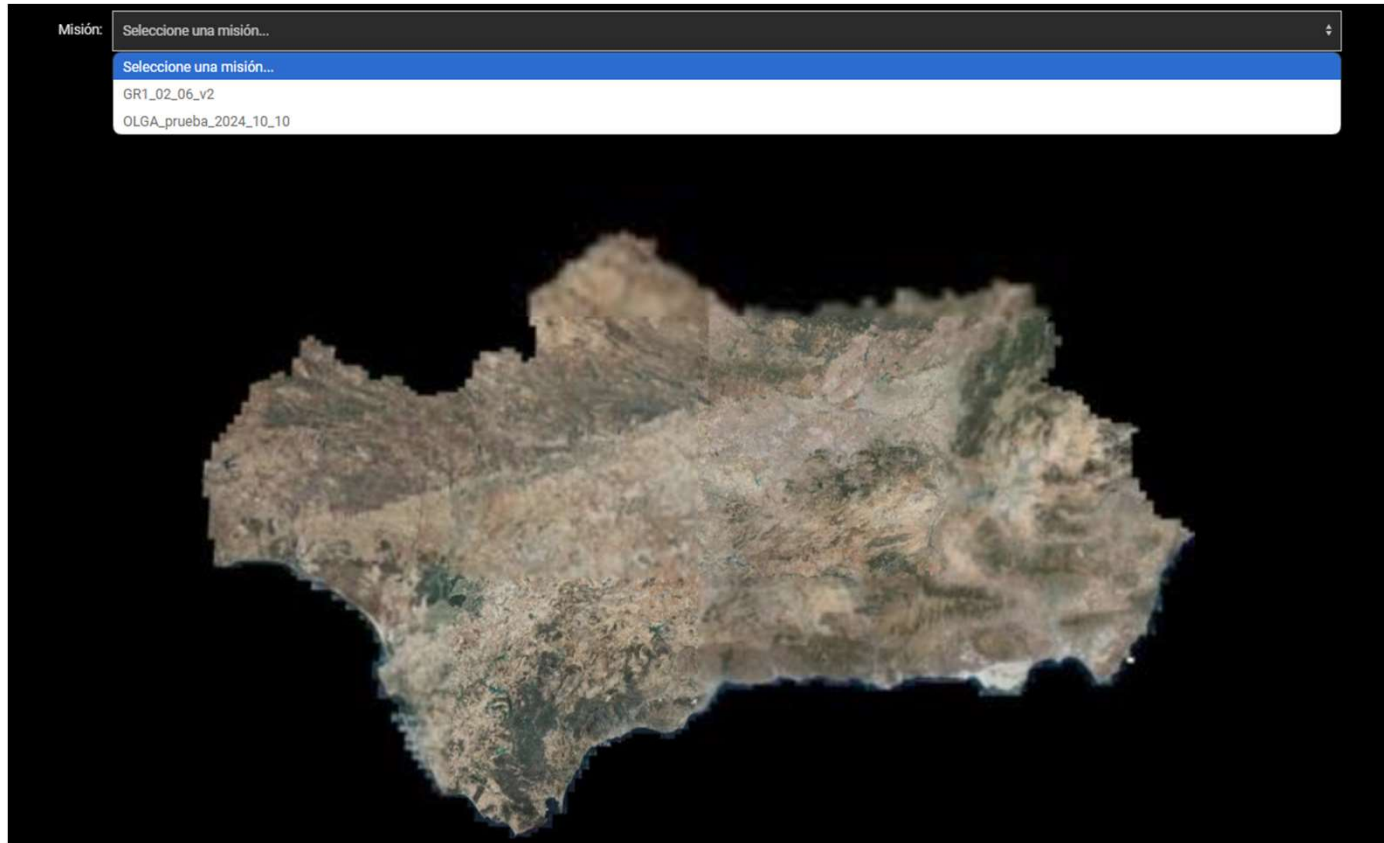 Misión: Seleccione una misión...
Seleccione una misión...
GR1_02_06_v2
OLGA_prueba_2024_10_10